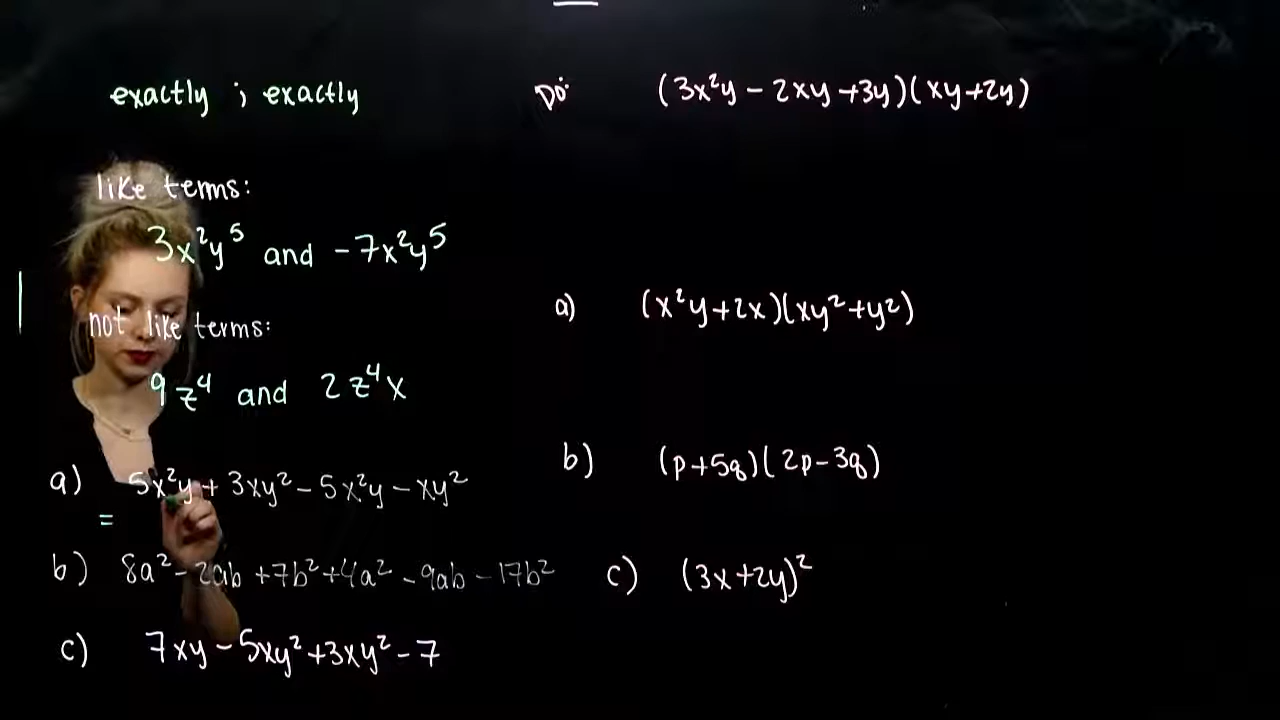 exactly ; exactly
like terms:
3x²y⁵ and -7x²y⁵
not like terms:
9z⁴ and 2z⁴x
a) 5x²y + 3xy² - 5x²y - xy²
=
b) 8a² - 2ab + 7b² + 4a² - 9ab - 17b²
c) 7xy - 5xy² + 3xy² - 7
Do: (3x²y - 2xy + 3y)(xy + 2y)
a) (x²y + 2x)(xy² + y²)
b) (p + 5q)(2p - 3q)
c) (3x + 2y)²